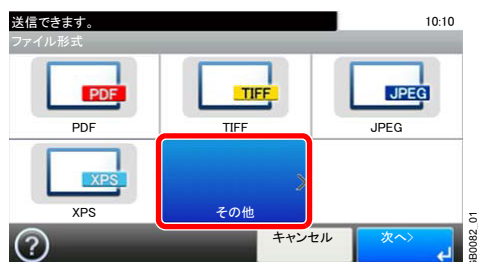 送信できます。 10:10
ファイル形式
PDF TIFF JPEG
PDF TIFF JPEG
XPS
XPS その他
? キャンセル 次へ>
GB0082_01